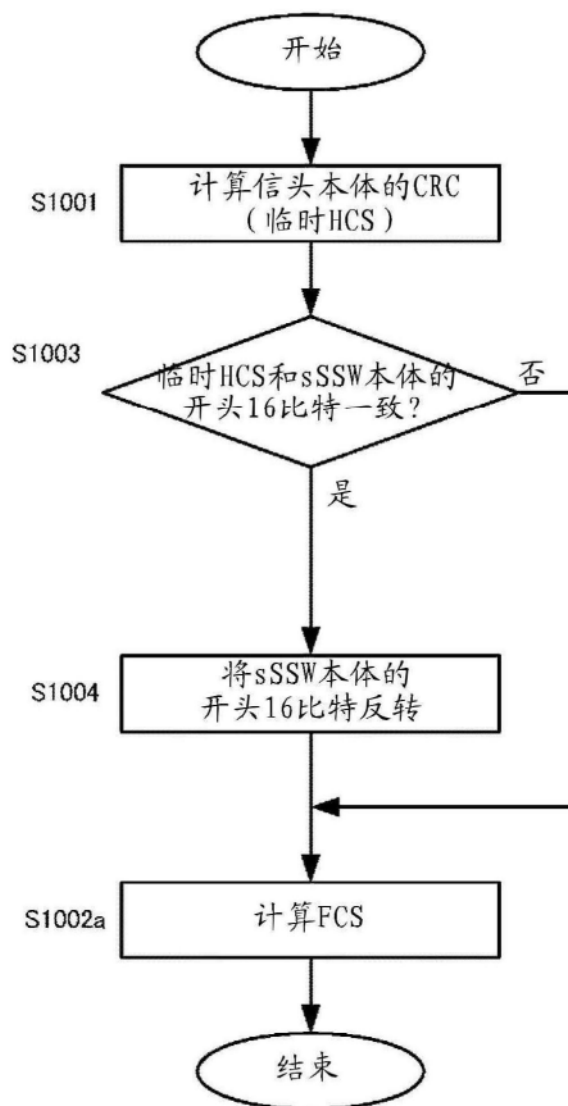 开始
S1001
计算信头本体的CRC
(临时HCS)
S1003
临时HCS和sSSW本体的
开头16比特一致?
否
是
S1004
将sSSW本体的
开头16比特反转
S1002a
计算FCS
结束